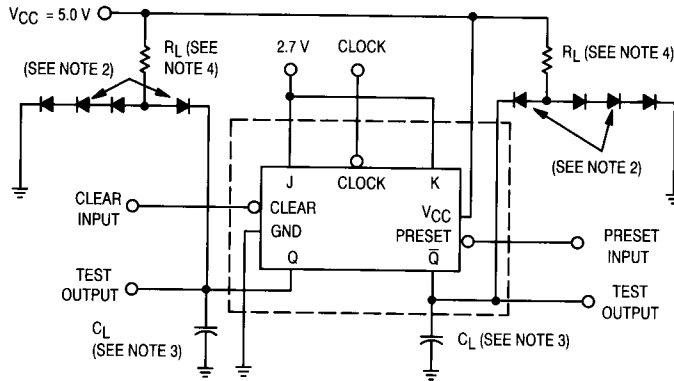 VCC = 5.0 V
RL (SEE
NOTE 4)
2.7 V
CLOCK
RL (SEE NOTE 4)
(SEE NOTE 2)
(SEE NOTE 2)
J
CLOCK
K
CLEAR
INPUT
CLEAR
VCC
GND
PRESET
PRESET
INPUT
Q
Q̅
TEST
OUTPUT
TEST
OUTPUT
CL
(SEE NOTE 3)
CL (SEE NOTE 3)